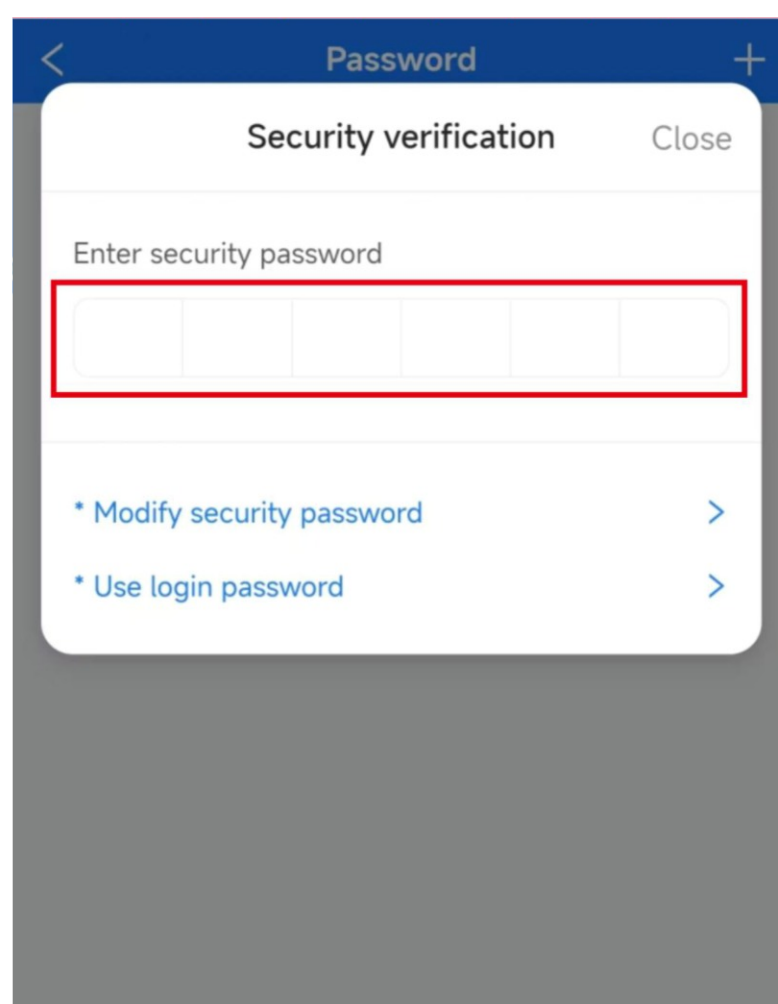 Password
Security verification Close
Enter security password
* Modify security password
* Use login password